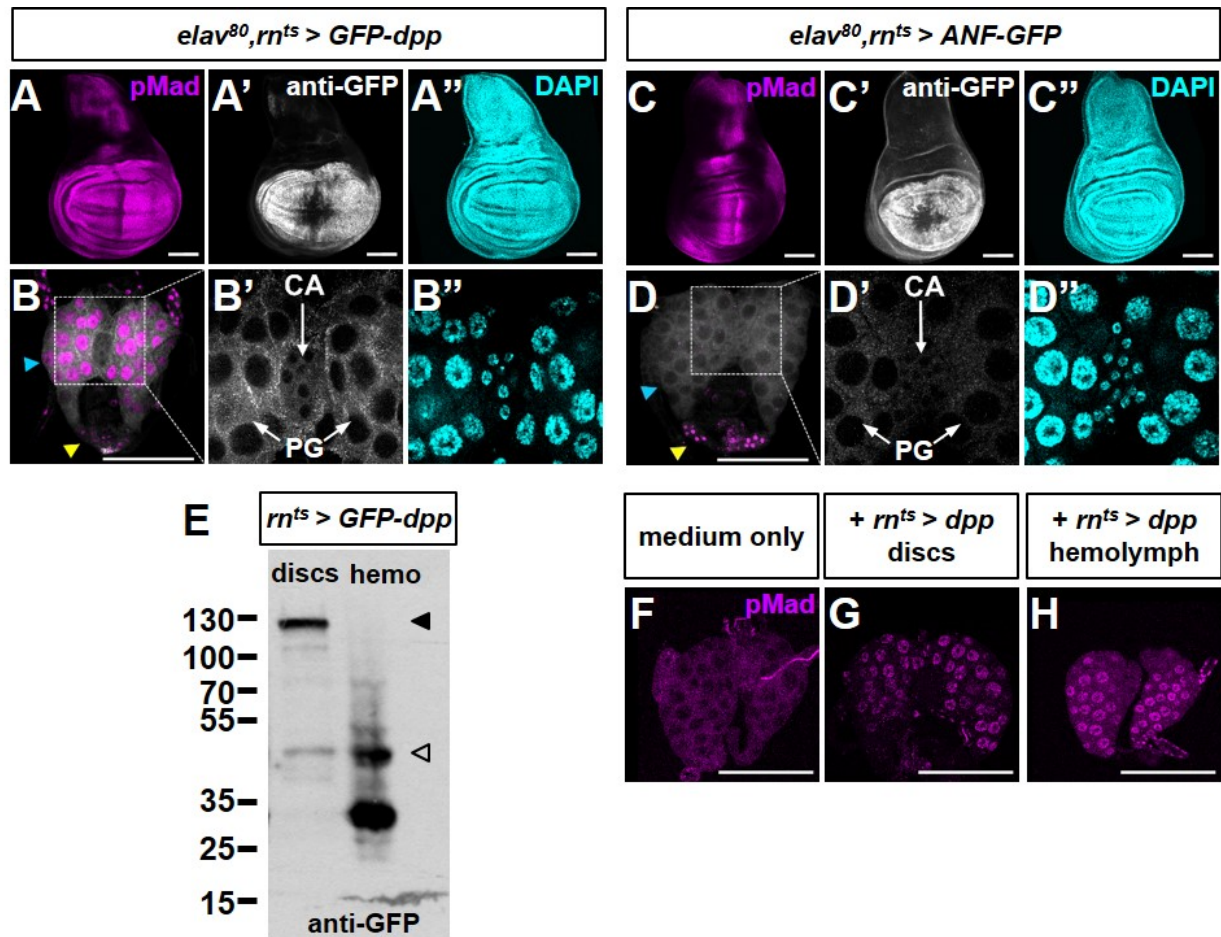 elav80,rnts > GFP-dpp
elav80,rnts > ANF-GFP
A pMad
A' anti-GFP
A" DAPI
C pMad
C' anti-GFP
C" DAPI
B
B' CA
PG
B"
D
D' CA
PG
D"
E
rnts > GFP-dpp
discs hemo
130
100
70
55
35
25
15
anti-GFP
medium only
+ rnts > dpp
discs
+ rnts > dpp
hemolymph
F pMad
G
H